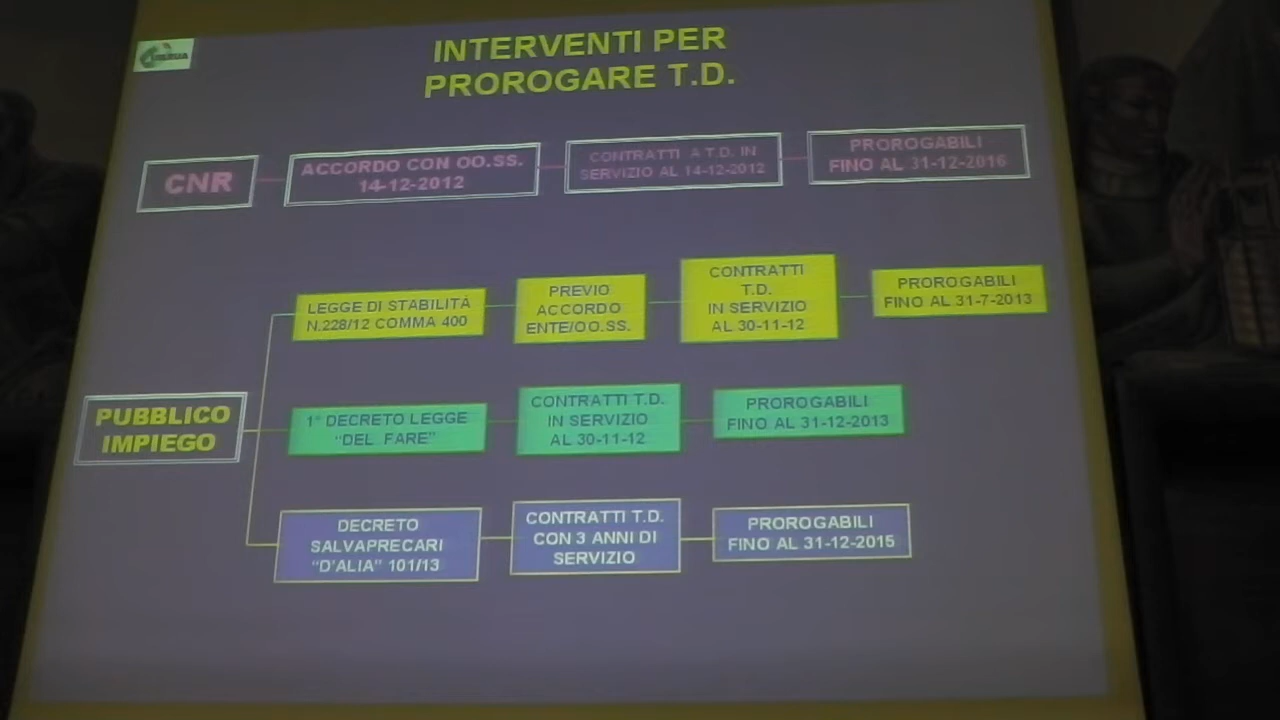 INTERVENTI PER
PROROGARE T.D.
CNR
ACCORDO CON OO.SS.
14-12-2012
CONTRATTI A T.D. IN
SERVIZIO AL 14-12-2012
PROROGABILI
FINO AL 31-12-2016
PUBBLICO
IMPIEGO
LEGGE DI STABILITÀ
N.228/12 COMMA 400
PREVIO
ACCORDO
ENTE/OO.SS.
CONTRATTI
T.D.
IN SERVIZIO
AL 30-11-12
PROROGABILI
FINO AL 31-7-2013
1° DECRETO LEGGE
"DEL FARE"
CONTRATTI T.D.
IN SERVIZIO
AL 30-11-12
PROROGABILI
FINO AL 31-12-2013
DECRETO
SALVAPRECARI
"D'ALIA" 101/13
CONTRATTI T.D.
CON 3 ANNI DI
SERVIZIO
PROROGABILI
FINO AL 31-12-2015